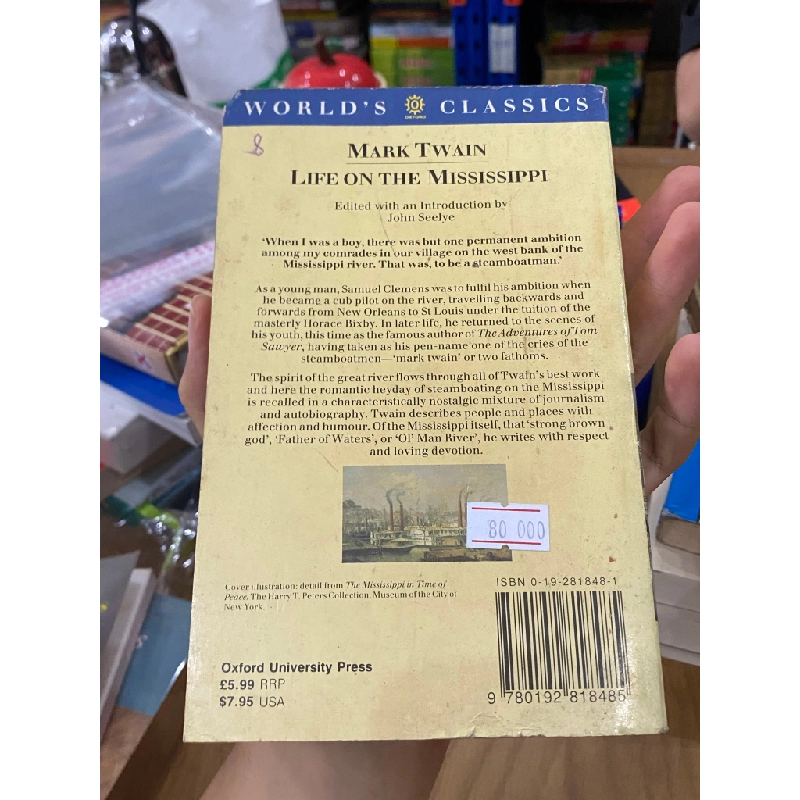 WORLD'S OXFORD CLASSICS
8
MARK TWAIN
LIFE ON THE MISSISSIPPI
Edited with an Introduction by
John Seelye
'When I was a boy, there was but one permanent ambition
among my comrades in our village on the west bank of the
Mississippi river. That was, to be a steamboatman.'
As a young man, Samuel Clemens was to fulfil his ambition when
he became a cub pilot on the river, travelling backwards and
forwards from New Orleans to St Louis under the tuition of the
masterly Horace Bixby. In later life, he returned to the scenes of
his youth, this time as the famous author of The Adventures of Tom
Sawyer, having taken as his pen-name one of the cries of the
steamboatmen—'mark twain' or two fathoms.
The spirit of the great river flows through all of Twain's best work
and here the romantic heyday of steamboating on the Mississippi
is recalled in a characteristically nostalgic mixture of journalism
and autobiography. Twain describes people and places with
affection and humour. Of the Mississippi itself, that 'strong brown
god', 'Father of Waters', or 'Ol' Man River', he writes with respect
and loving devotion.
80 000
Cover illustration: detail from The Mississippi in Time of
Peace. The Harry T. Peters Collection, Museum of the City of
New York.
ISBN 0-19-281848-1
Oxford University Press
£5.99 RRP
$7.95 USA
9 780192 818485